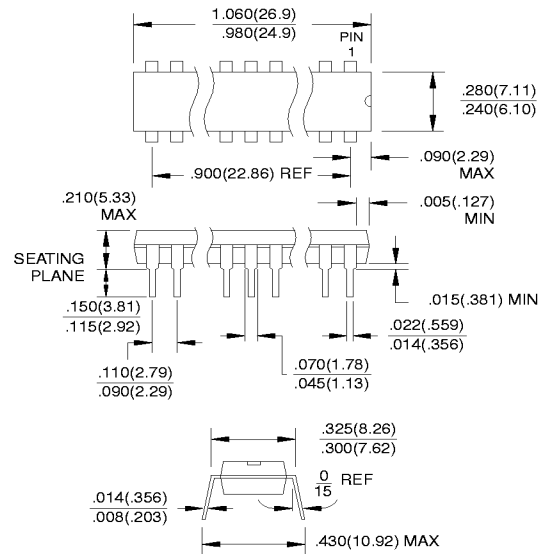 1.060(26.9)
.980(24.9)
PIN
1
.280(7.11)
.240(6.10)
.090(2.29)
MAX
.900(22.86) REF
.210(5.33)
MAX
.005(.127)
MIN
SEATING
PLANE
.150(3.81)
.115(2.92)
.015(.381) MIN
.022(.559)
.014(.356)
.110(2.79)
.090(2.29)
.070(1.78)
.045(1.13)
.325(8.26)
.300(7.62)
0
15
REF
.014(.356)
.008(.203)
.430(10.92) MAX